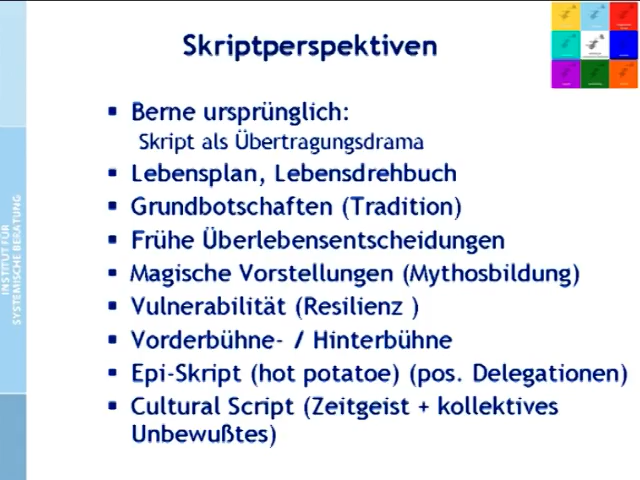 Skriptperspektiven
▪ Berne ursprünglich:
Skript als Übertragungsdrama
▪ Lebensplan, Lebensdrehbuch
▪ Grundbotschaften (Tradition)
▪ Frühe Überlebensentscheidungen
▪ Magische Vorstellungen (Mythosbildung)
▪ Vulnerabilität (Resilienz )
▪ Vorderbühne- / Hinterbühne
▪ Epi-Skript (hot potatoe) (pos. Delegationen)
▪ Cultural Script (Zeitgeist + kollektives
Unbewußtes)
INSTITUT FÜR
SYSTEMISCHE BERATUNG